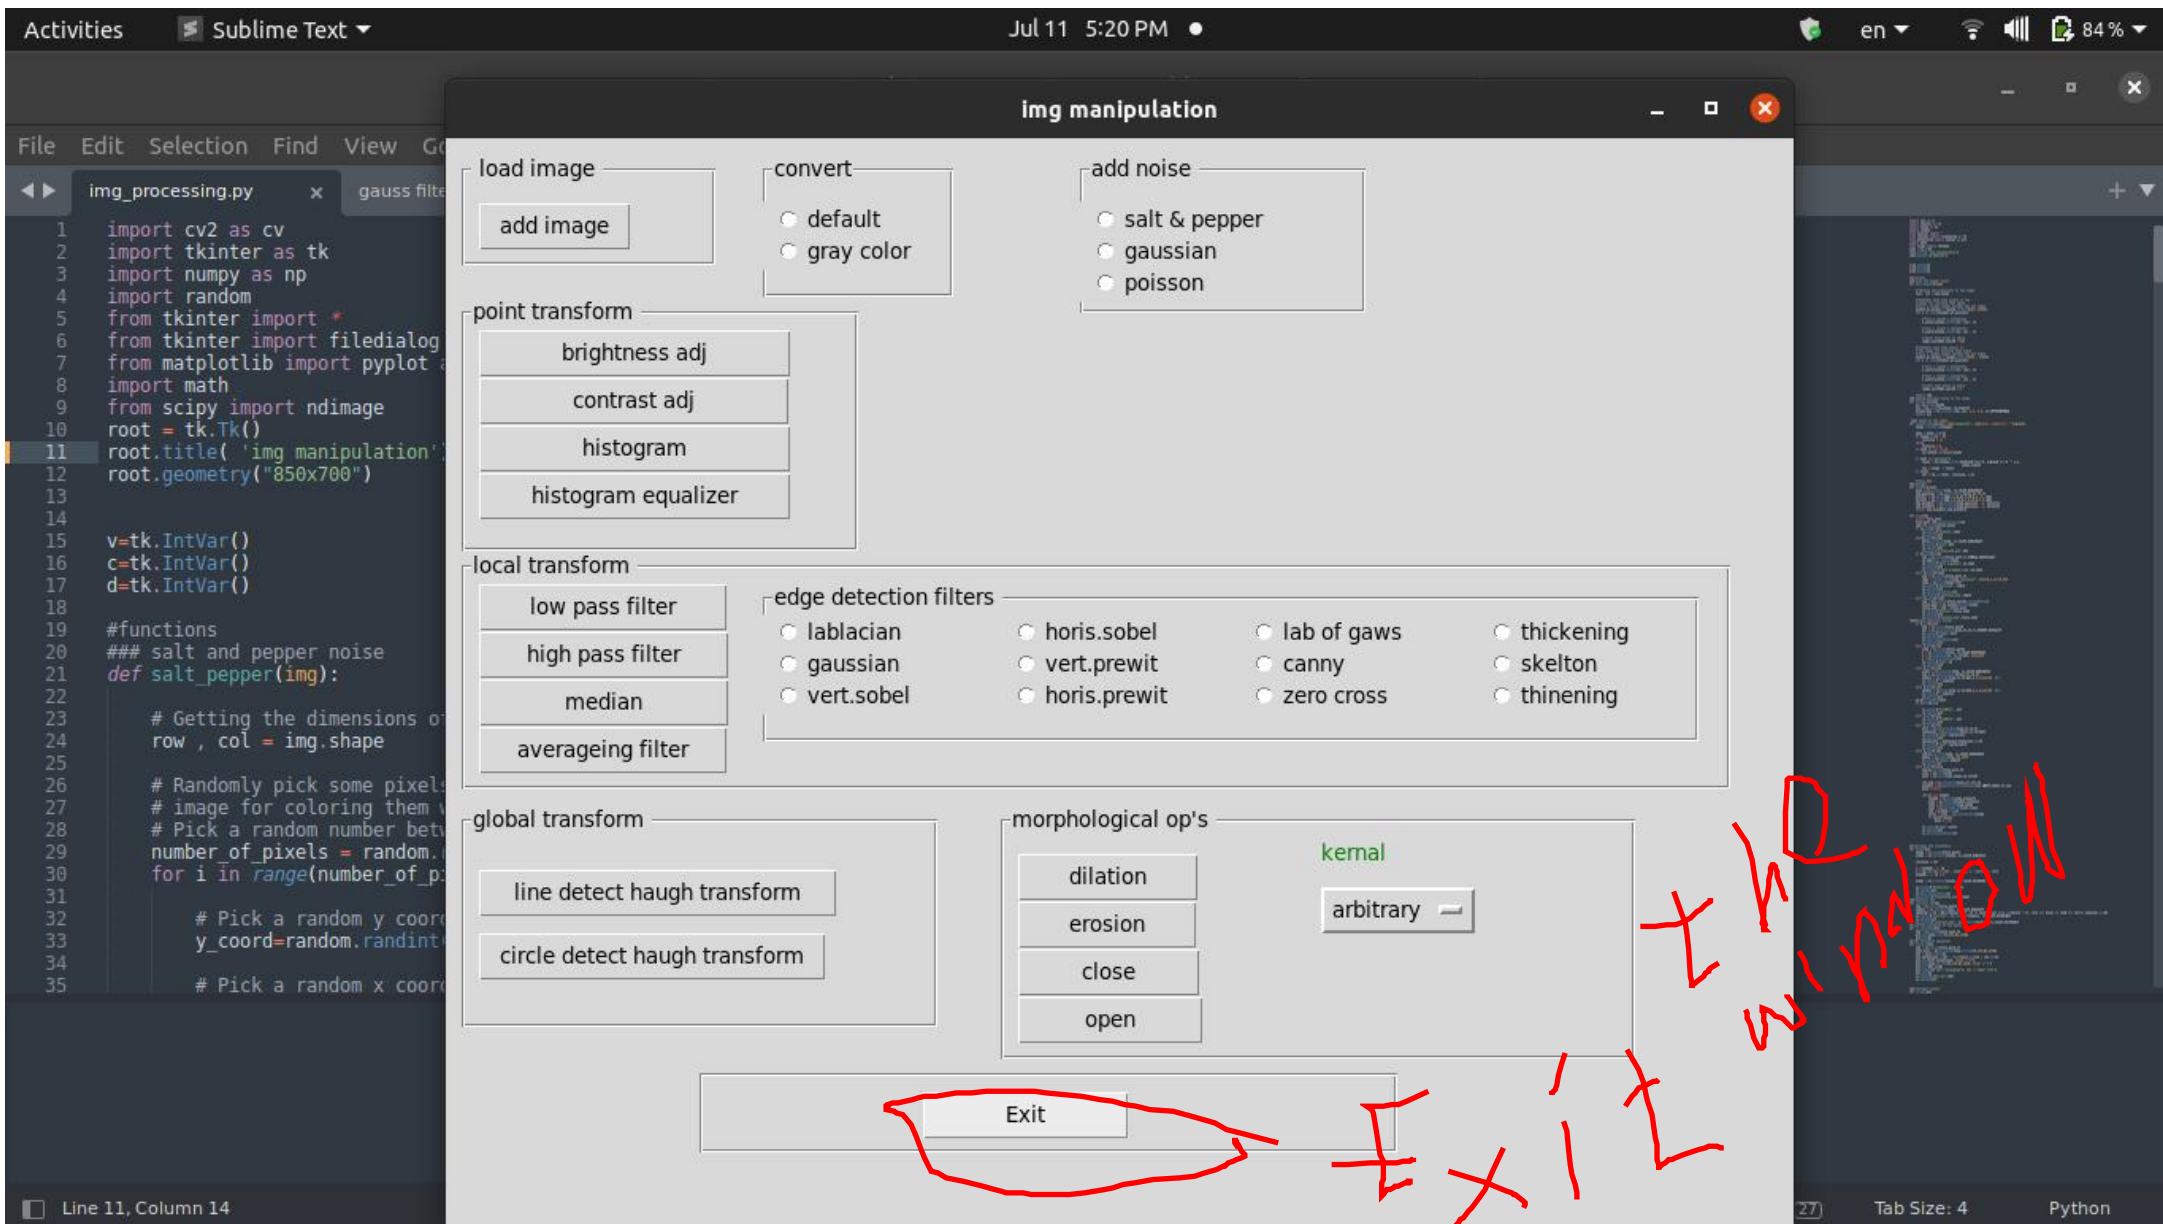 Activities Sublime Text Jul 11 5:20 PM en 84 %
img manipulation
File Edit Selection Find View
img_processing.py x gauss filte
1 import cv2 as cv
2 import tkinter as tk
3 import numpy as np
4 import random
5 from tkinter import *
6 from tkinter import filedialog
7 from matplotlib import pyplot
8 import math
9 from scipy import ndimage
10 root = tk.Tk()
11 root.title( 'img manipulation'
12 root.geometry("850x700")
13
14
15 v=tk.IntVar()
16 c=tk.IntVar()
17 d=tk.IntVar()
18
19 #functions
20 ### salt and pepper noise
21 def salt_pepper(img):
22
23 # Getting the dimensions
24 row , col = img.shape
25
26 # Randomly pick some pixels
27 # image for coloring them
28 # Pick a random number
29 number_of_pixels = random.
30 for i in range(number_of_
31
32 # Pick a random y
33 y_coord=random.randint
34
35 # Pick a random x
load image
add image
convert
default
gray color
add noise
salt & pepper
gaussian
poisson
point transform
brightness adj
contrast adj
histogram
histogram equalizer
local transform
low pass filter
high pass filter
median
averageing filter
edge detection filters
lablacian horis.sobel lab of gaws thickening
gaussian vert.prewit canny skelton
vert.sobel horis.prewit zero cross thinening
global transform
line detect haugh transform
circle detect haugh transform
morphological op's
dilation
erosion
close
open
kernal
arbitrary
Exit
Exit
the
window
Line 11, Column 14 27 Tab Size: 4 Python